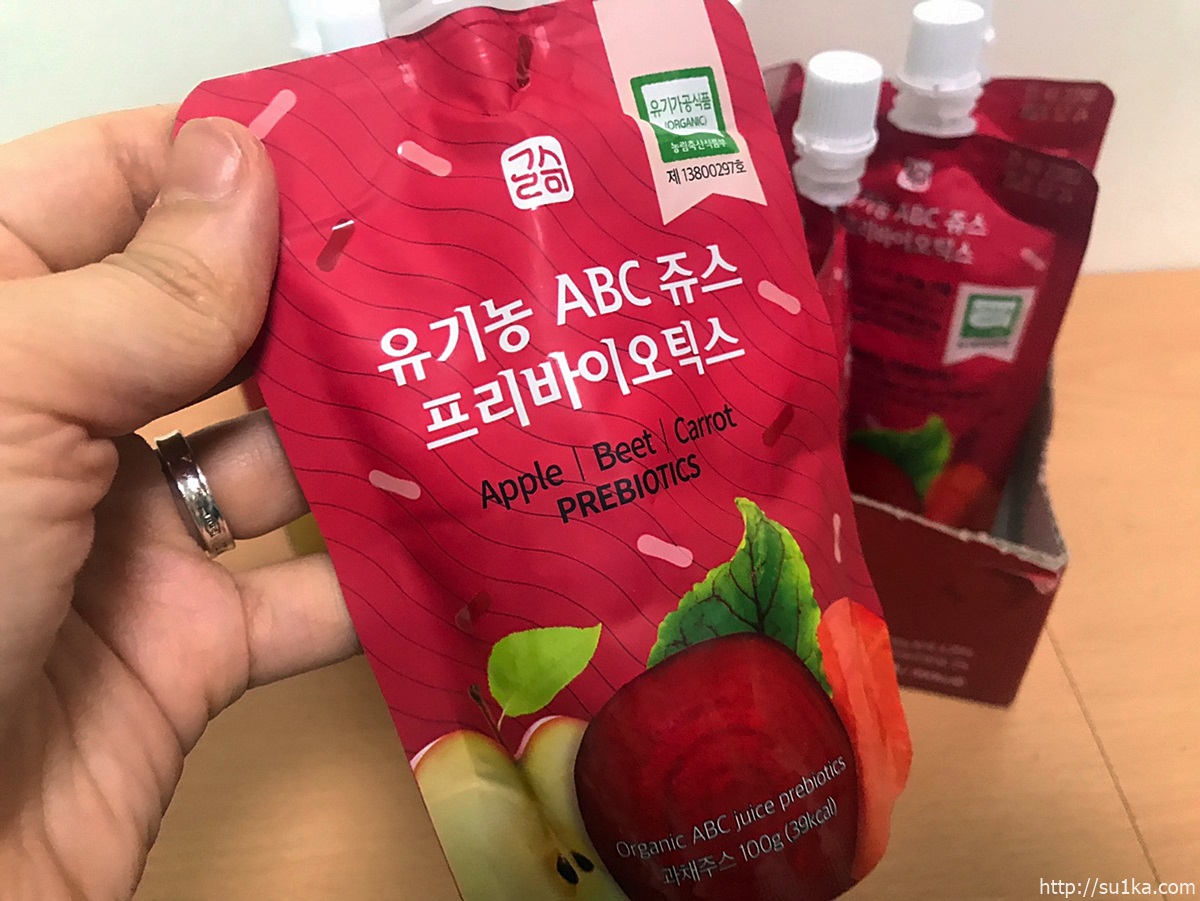 유기가공식품
(ORGANIC)
농림축산식품부
제 13800297호
글슴
유기농 ABC 쥬스
프리바이오틱스
Apple | Beet | Carrot
PREBIOTICS
Organic ABC juice prebiotics
과채주스 100g (39kcal)
유기농 ABC 쥬스
프리바이오틱스
http://su1ka.com